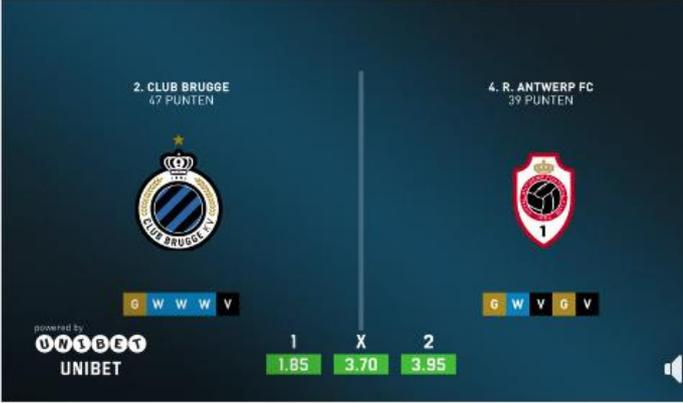 2. CLUB BRUGGE
47 PUNTEN
4. R. ANTWERP FC
39 PUNTEN
1891
CLUB BRUGGE K.V.
1
G W W W V
G W V G V
powered by
UNIBET
UNIBET
1 X 2
1.85 3.70 3.95